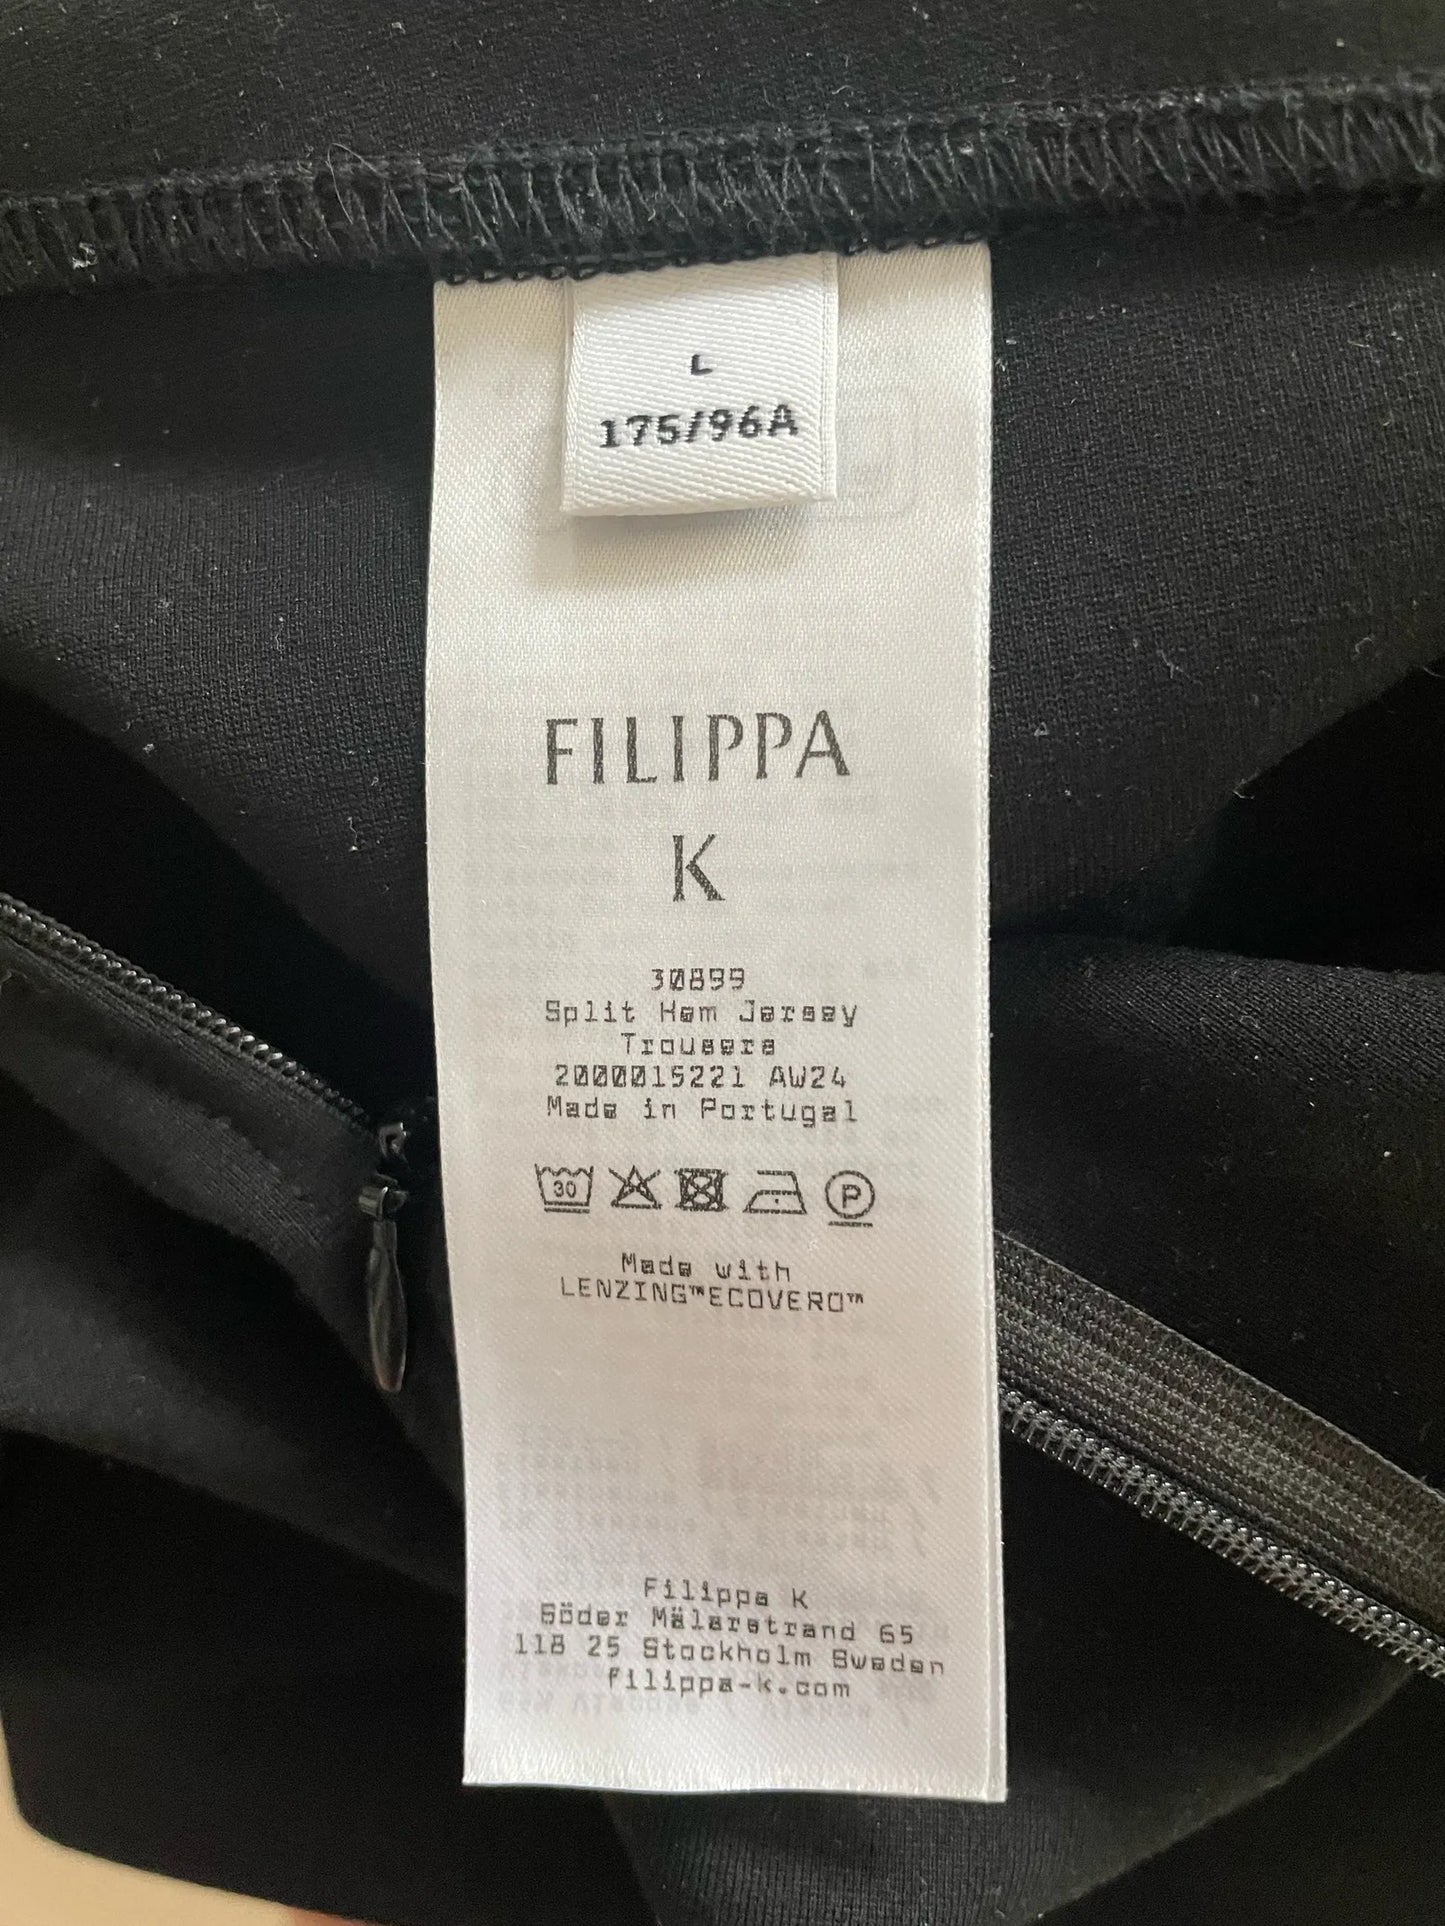 L
175/96A
FILIPPA
K
30899
Split Hem Jersey
Trousers
2000015221 AW24
Made in Portugal
30
P
Made with
LENZING™ECOVERO™
Filippa K
Söder Mälarstrand 65
118 25 Stockholm Sweden
filippa-k.com